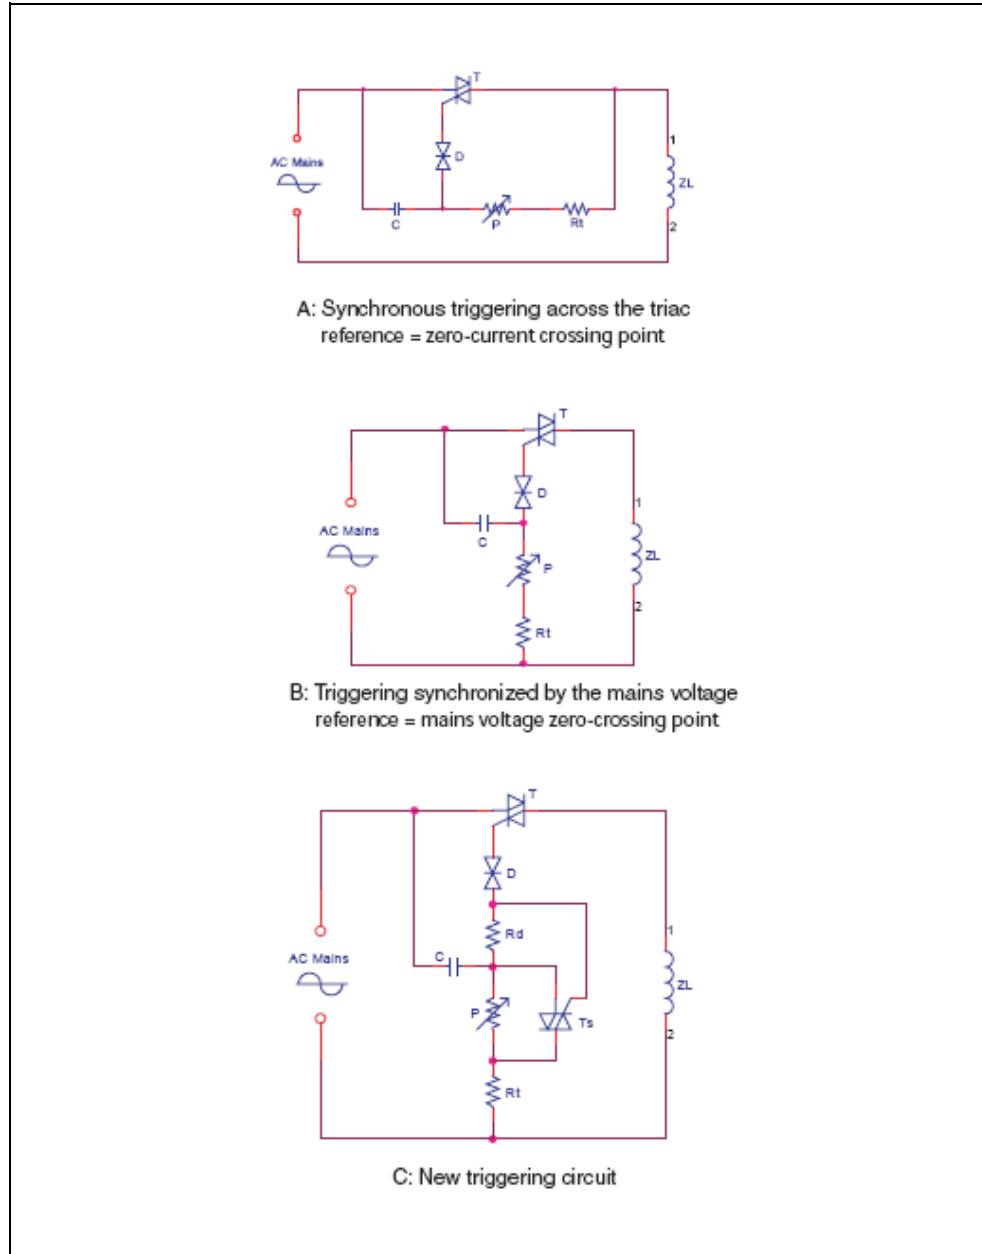 T
AC Mains
D
1
ZL
2
C
P
Rt
A: Synchronous triggering across the triac
reference = zero-current crossing point
T
D
AC Mains
C
1
ZL
2
P
Rt
B: Triggering synchronized by the mains voltage
reference = mains voltage zero-crossing point
T
D
Rd
C
AC Mains
1
ZL
2
P
Ts
Rt
C: New triggering circuit